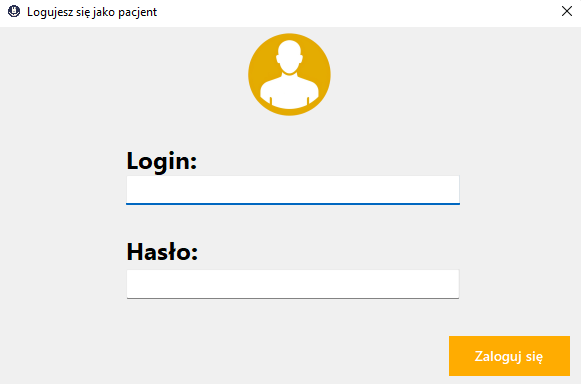 Logujesz się jako pacjent
Login:
Hasło:
Zaloguj się